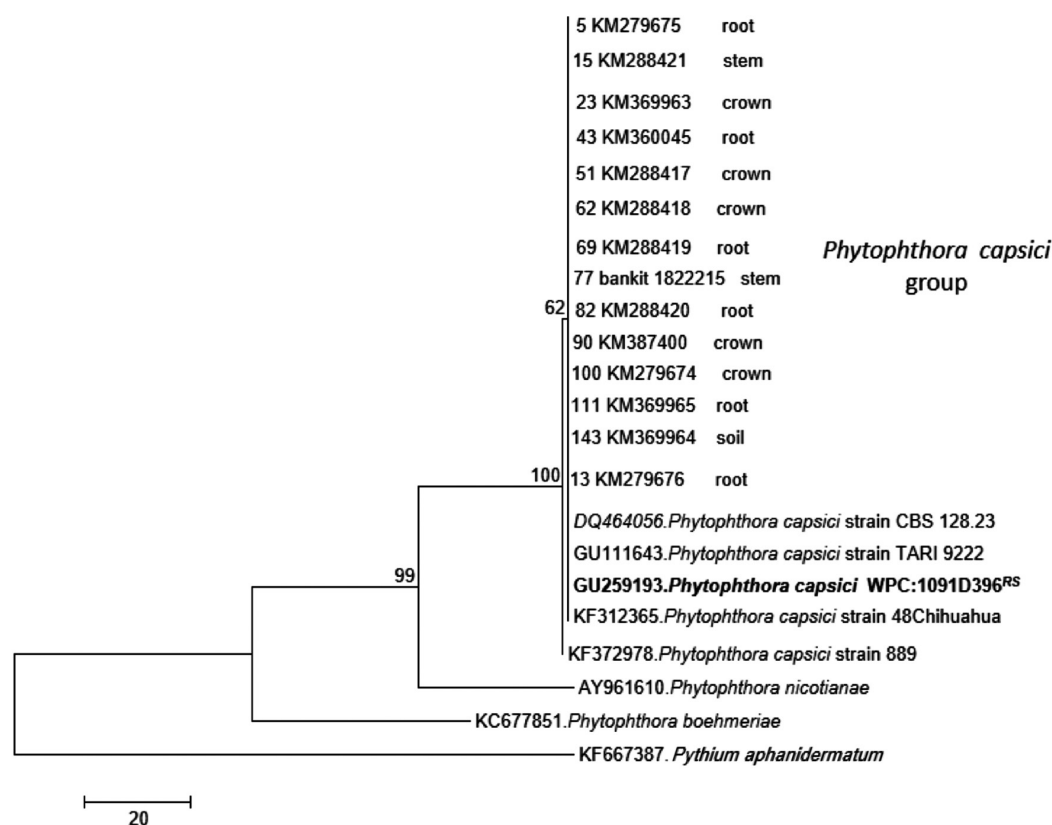 5 KM279675 root
15 KM288421 stem
23 KM369963 crown
43 KM360045 root
51 KM288417 crown
62 KM288418 crown
69 KM288419 root
77 bankit 1822215 stem
82 KM288420 root
90 KM387400 crown
100 KM279674 crown
111 KM369965 root
143 KM369964 soil
13 KM279676 root
DQ464056.Phytophthora capsici strain CBS 128.23
GU111643.Phytophthora capsici strain TARI 9222
GU259193.Phytophthora capsici WPC:1091D396RS
KF312365.Phytophthora capsici strain 48Chihuahua
KF372978.Phytophthora capsici strain 889
AY961610.Phytophthora nicotianae
KC677851.Phytophthora boehmeriae
KF667387. Pythium aphanidermatum
Phytophthora capsici
group
62
100
99
20